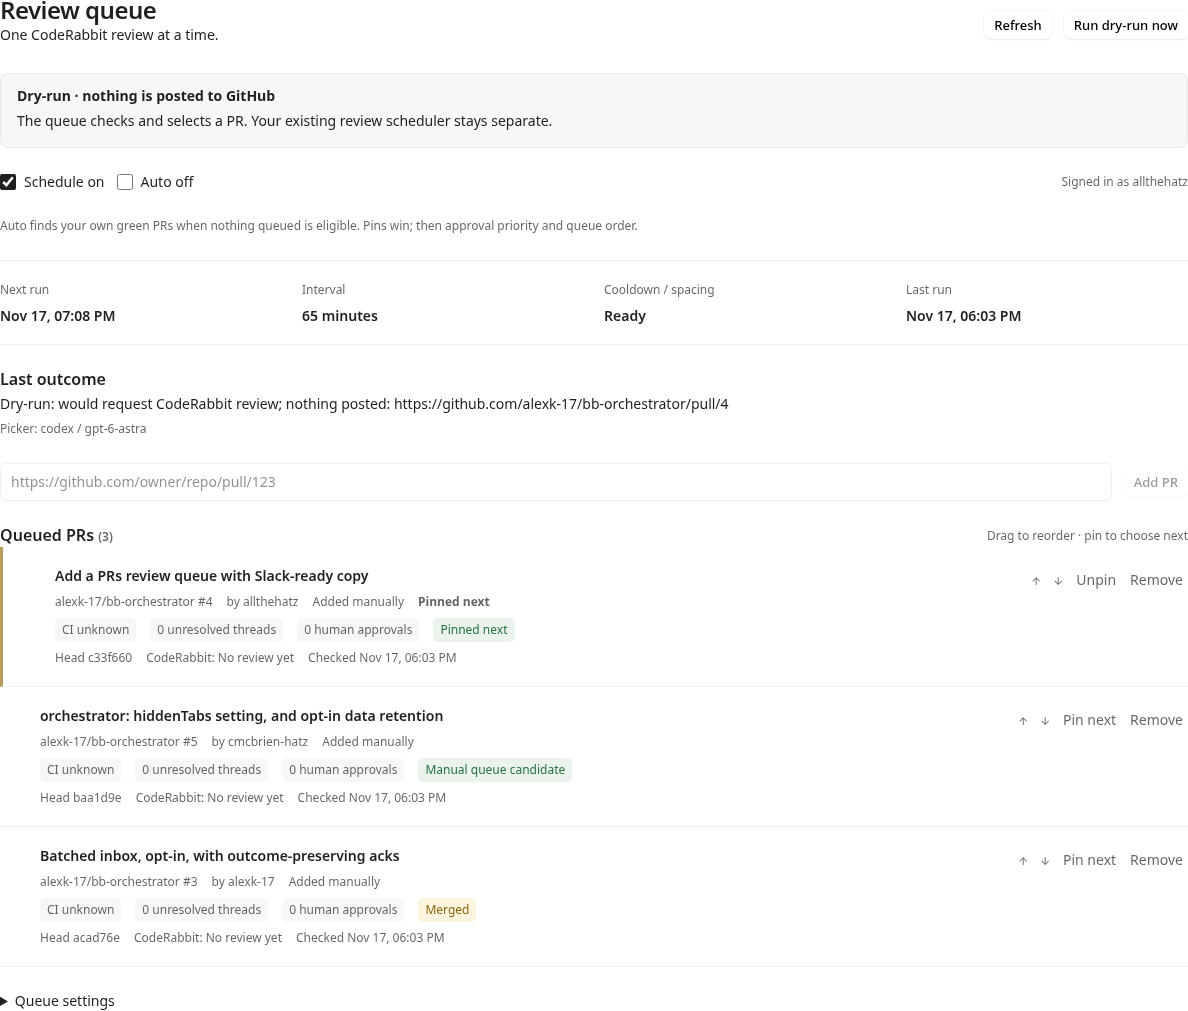 Review queue
One CodeRabbit review at a time.
Refresh
Run dry-run now
Dry-run · nothing is posted to GitHub
The queue checks and selects a PR. Your existing review scheduler stays separate.
Schedule on
Auto off
Signed in as allthehatz
Auto finds your own green PRs when nothing queued is eligible. Pins win; then approval priority and queue order.
Next run
Nov 17, 07:08 PM
Interval
65 minutes
Cooldown / spacing
Ready
Last run
Nov 17, 06:03 PM
Last outcome
Dry-run: would request CodeRabbit review; nothing posted: https://github.com/alexk-17/bb-orchestrator/pull/4
Picker: codex / gpt-6-astra
https://github.com/owner/repo/pull/123
Add PR
Queued PRs (3)
Drag to reorder · pin to choose next
Add a PRs review queue with Slack-ready copy
↑ ↓ Unpin Remove
alexk-17/bb-orchestrator #4 by allthehatz Added manually Pinned next
CI unknown 0 unresolved threads 0 human approvals Pinned next
Head c33f660 CodeRabbit: No review yet Checked Nov 17, 06:03 PM
orchestrator: hiddenTabs setting, and opt-in data retention
↑ ↓ Pin next Remove
alexk-17/bb-orchestrator #5 by cmcbrien-hatz Added manually
CI unknown 0 unresolved threads 0 human approvals Manual queue candidate
Head baa1d9e CodeRabbit: No review yet Checked Nov 17, 06:03 PM
Batched inbox, opt-in, with outcome-preserving acks
↑ ↓ Pin next Remove
alexk-17/bb-orchestrator #3 by alexk-17 Added manually
CI unknown 0 unresolved threads 0 human approvals Merged
Head acad76e CodeRabbit: No review yet Checked Nov 17, 06:03 PM
Queue settings